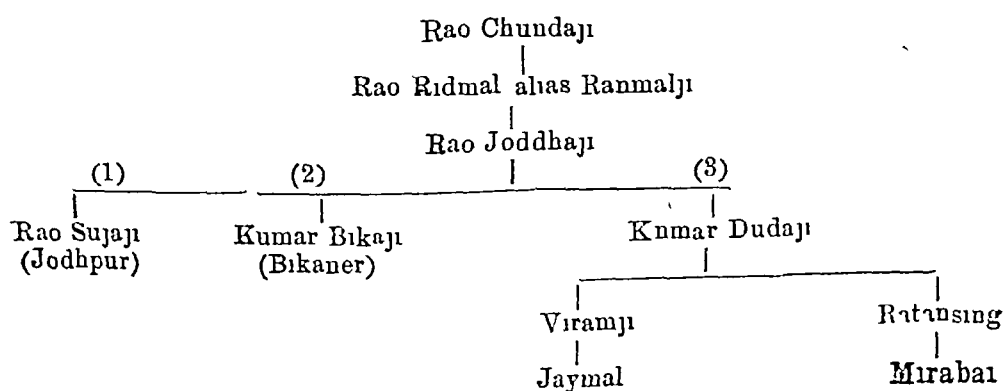 Rao Chundaji
Rao Ridmal alias Ranmalji
Rao Joddhaji
(1) (2) (3)
Rao Sujaji Kumar Bikaji Knmar Dudaji
(Jodhpur) (Bikaner)
Viramji Ratansing
Jaymal Mirabai